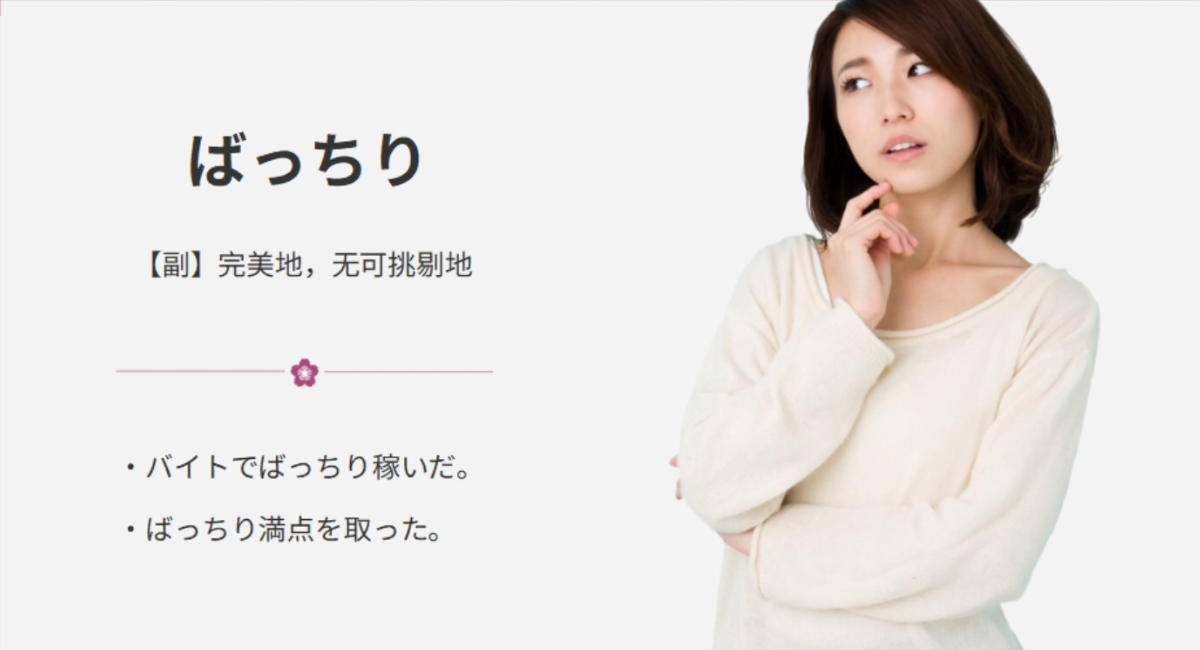 ばっちり
【副】完美地，无可挑剔地
・バイトでばっちり稼いだ。
・ばっちり満点を取った。